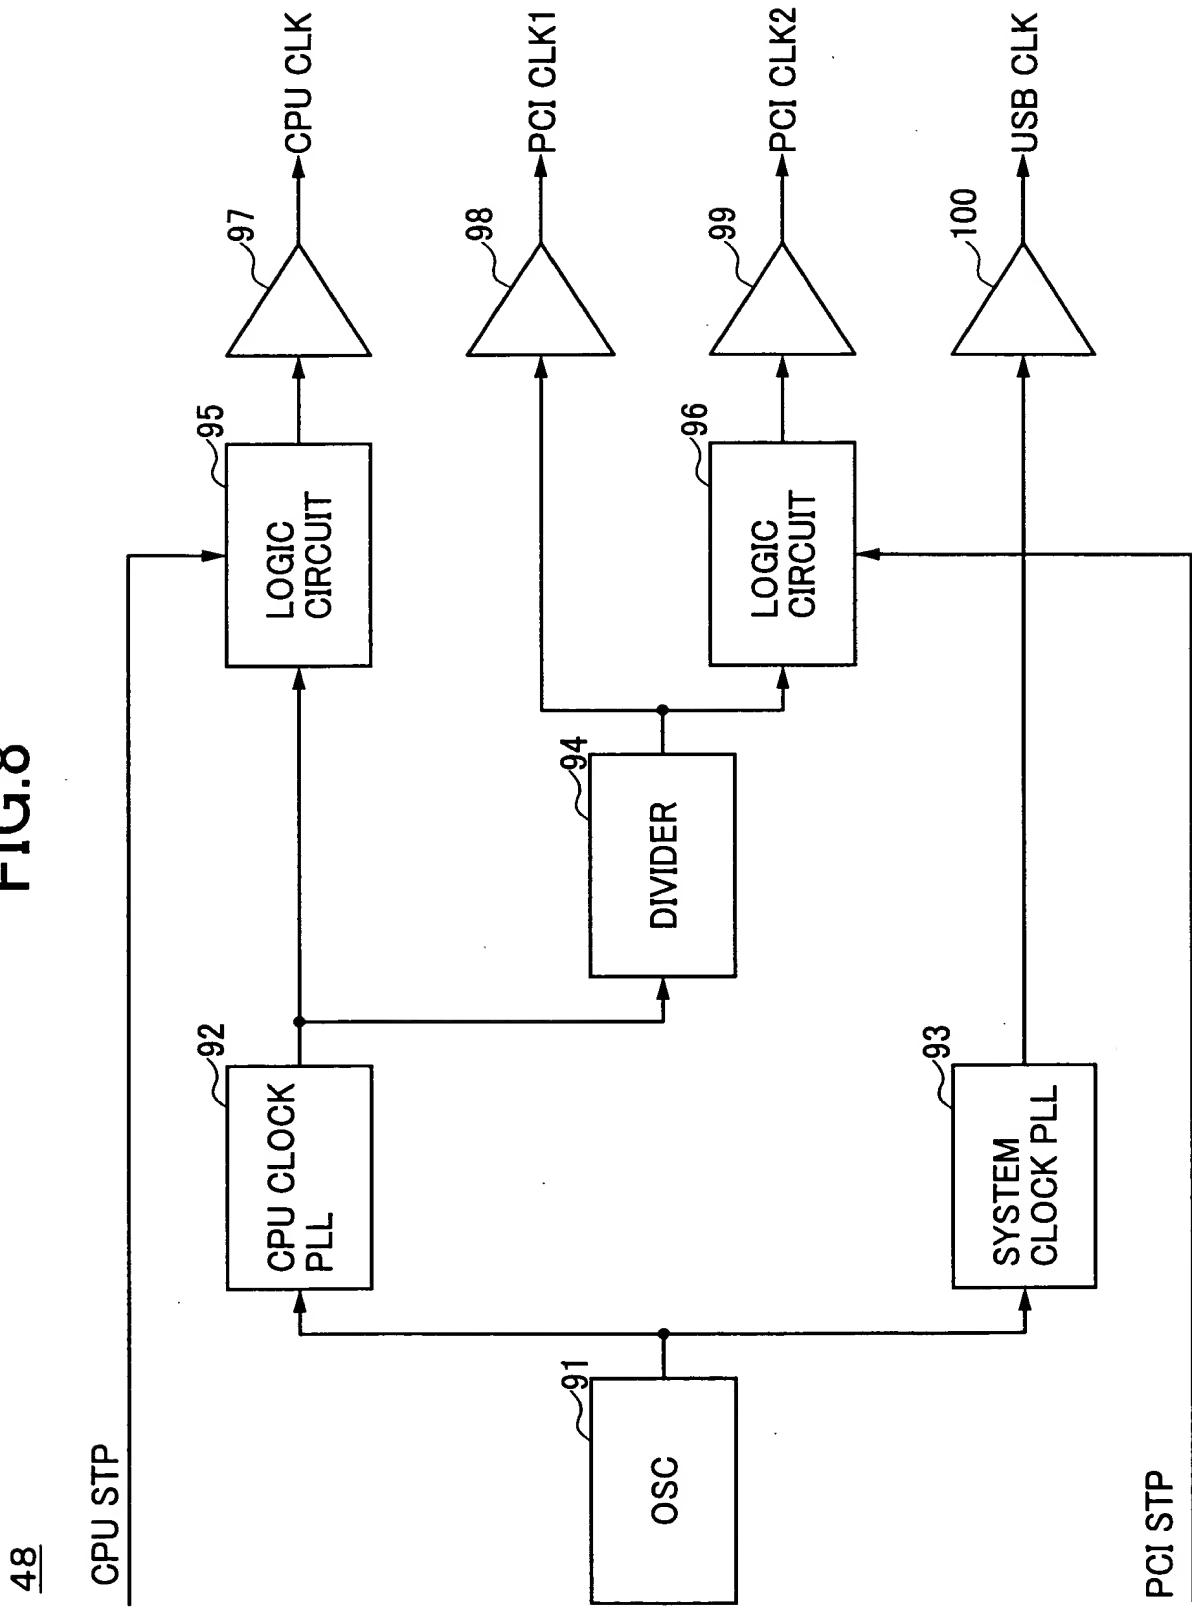 FIG.8
48
CPU STP
PCI STP
91
OSC
92
CPU CLOCK
PLL
93
SYSTEM
CLOCK PLL
94
DIVIDER
95
LOGIC
CIRCUIT
96
LOGIC
CIRCUIT
97
98
99
100
CPU CLK
PCI CLK1
PCI CLK2
USB CLK